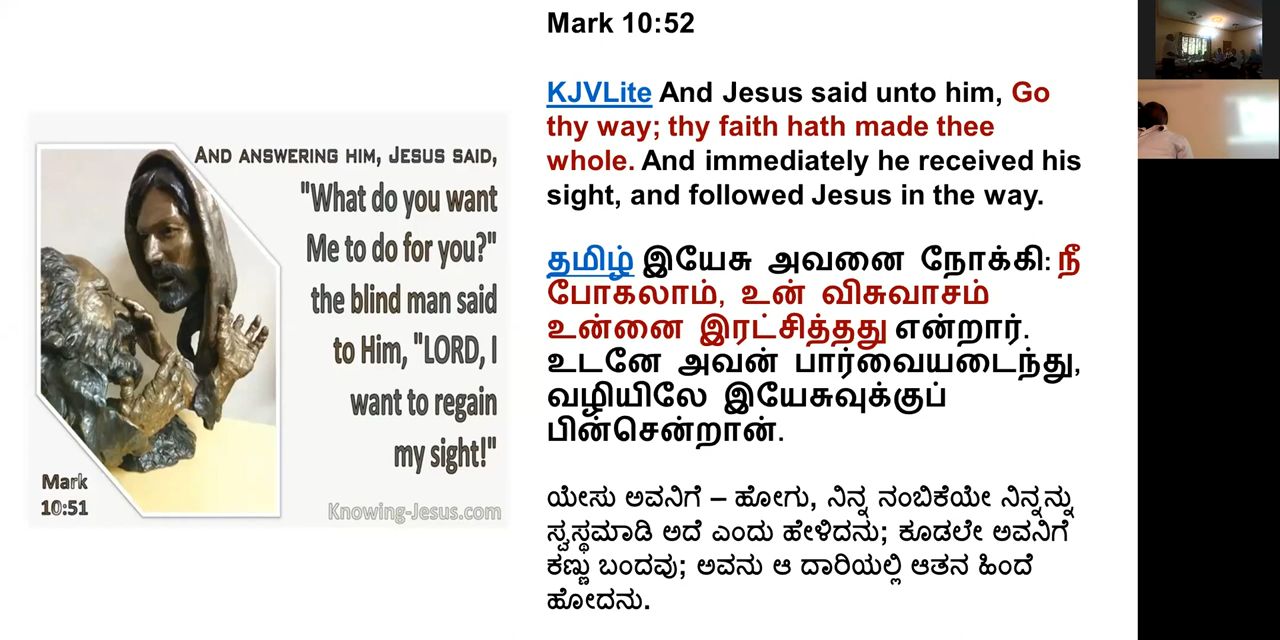 AND ANSWERING HIM, JESUS SAID,
"What do you want
Me to do for you?"
the blind man said
to Him, "LORD, I
want to regain
my sight!"
Mark
10:51
Knowing-Jesus.com
Mark 10:52
KJVLite And Jesus said unto him, Go
thy way; thy faith hath made thee
whole. And immediately he received his
sight, and followed Jesus in the way.
தமிழ் இயேசு அவனை நோக்கி: நீ
போகலாம், உன் விசுவாசம்
உன்னை இரட்சித்தது என்றார்.
உடனே அவன் பார்வையடைந்து,
வழியிலே இயேசுவுக்குப்
பின்சென்றான்.
ಯೇಸು ಅವನಿಗೆ – ಹೋಗು, ನಿನ್ನ ನಂಬಿಕೆಯೇ ನಿನ್ನನ್ನು
ಸ್ವಸ್ಥಮಾಡಿ ಅದೆ ಎಂದು ಹೇಳಿದನು; ಕೂಡಲೇ ಅವನಿಗೆ
ಕಣ್ಣು ಬಂದವು; ಅವನು ಆ ದಾರಿಯಲ್ಲಿ ಆತನ ಹಿಂದೆ
ಹೋದನು.